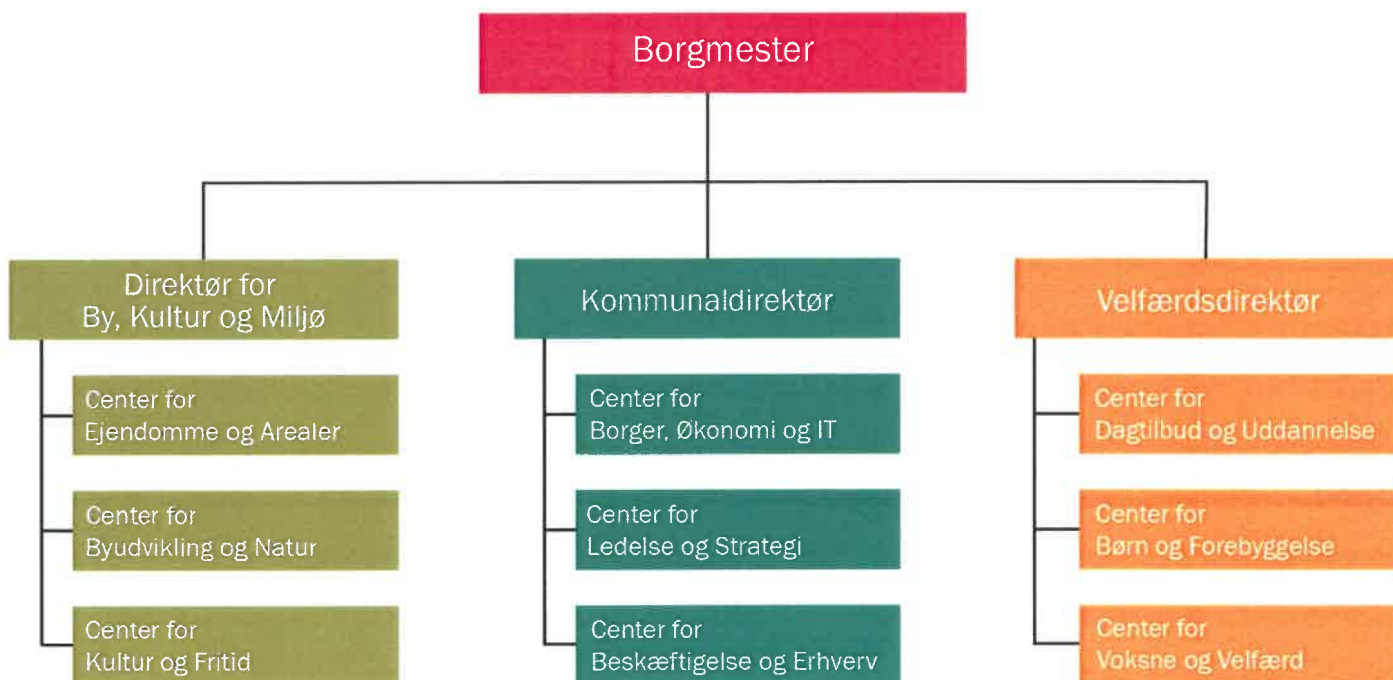 Borgmester
Direktør for
By, Kultur og Miljø
Center for
Ejendomme og Arealer
Center for
Byudvikling og Natur
Center for
Kultur og Fritid
Kommunaldirektør
Center for
Borger, Økonomi og IT
Center for
Ledelse og Strategi
Center for
Beskæftigelse og Erhverv
Velfærdsdirektør
Center for
Dagtilbud og Uddannelse
Center for
Børn og Forebyggelse
Center for
Voksne og Velfærd